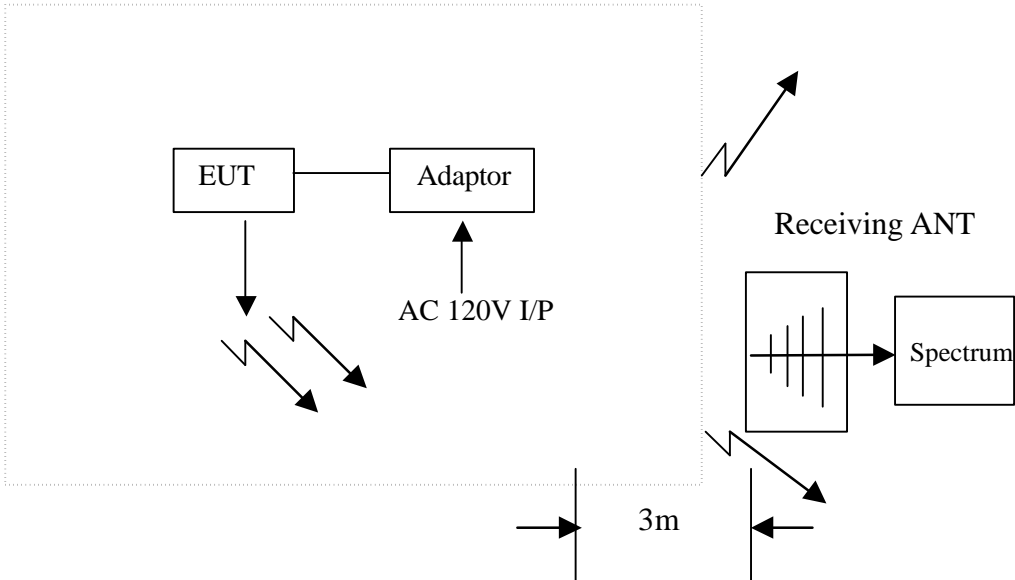 EUT
Adaptor
Receiving ANT
AC 120V I/P
Spectrum
3m